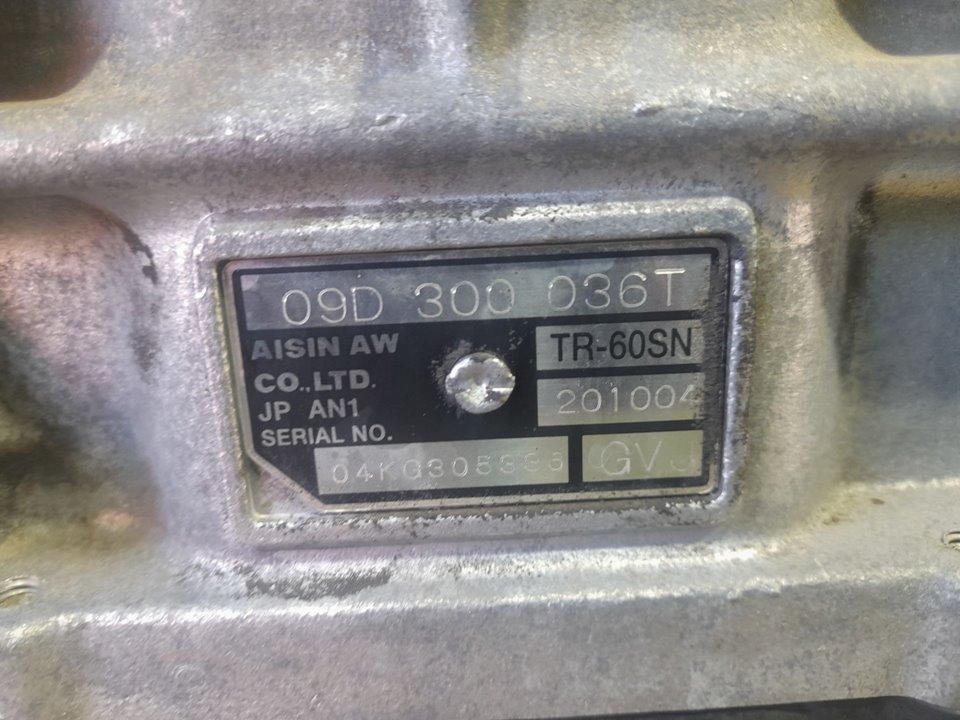 09D 300 036T
AISIN AW
CO.,LTD.
JP AN1
SERIAL NO.
TR-60SN
201004
GVJ